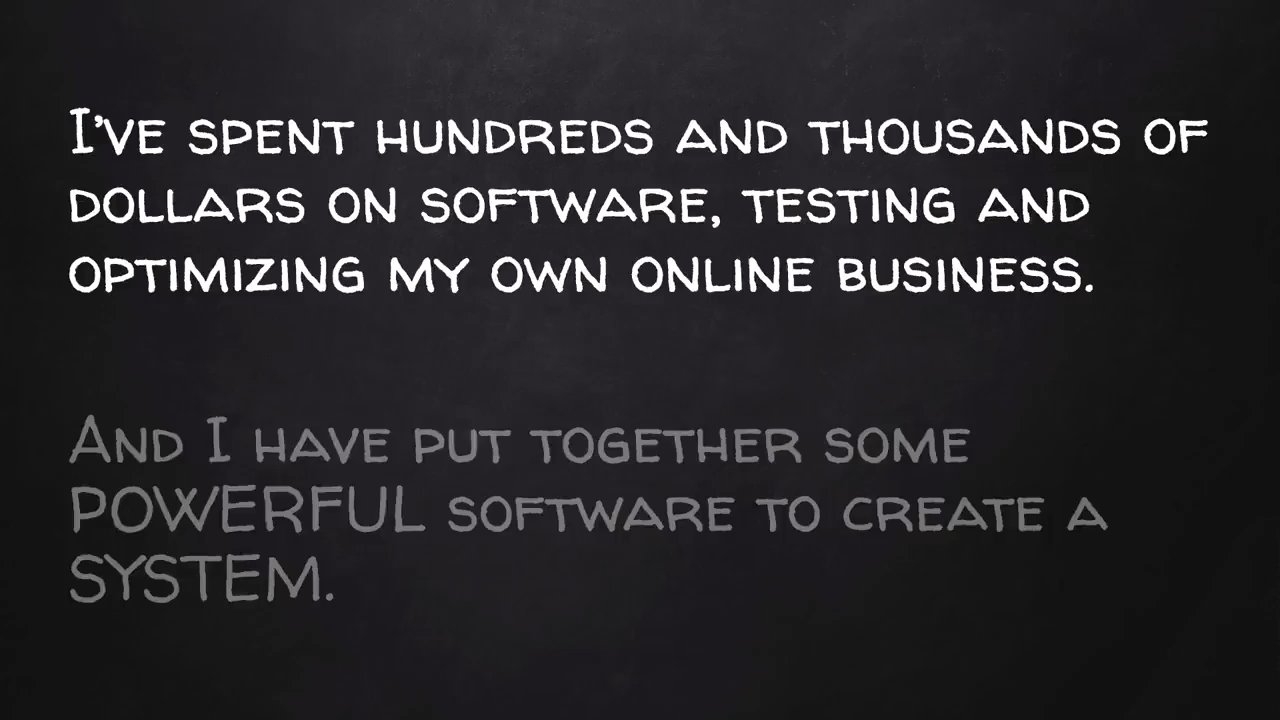 I've spent hundreds and thousands of
dollars on software, testing and
optimizing my own online business.
And I have put together some
POWERFUL software to create a
SYSTEM.